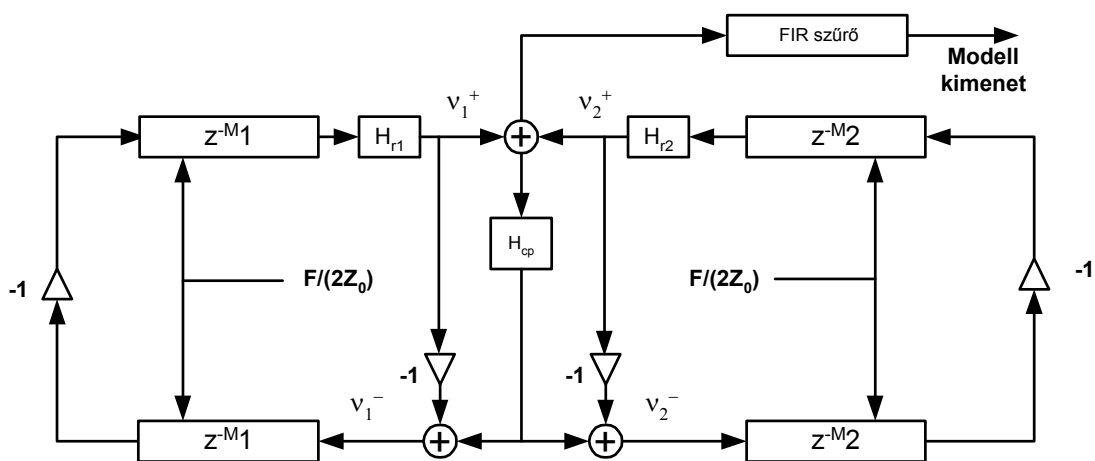 FIR szűrő
Modell
kimenet
ν₁⁺
ν₂⁺
z⁻ᴹ1
Hᵣ₁
+
Hᵣ₂
z⁻ᴹ2
H_cp
-1
F/(2Z₀)
F/(2Z₀)
-1
-1
-1
ν₁⁻
ν₂⁻
z⁻ᴹ1
+
+
z⁻ᴹ2